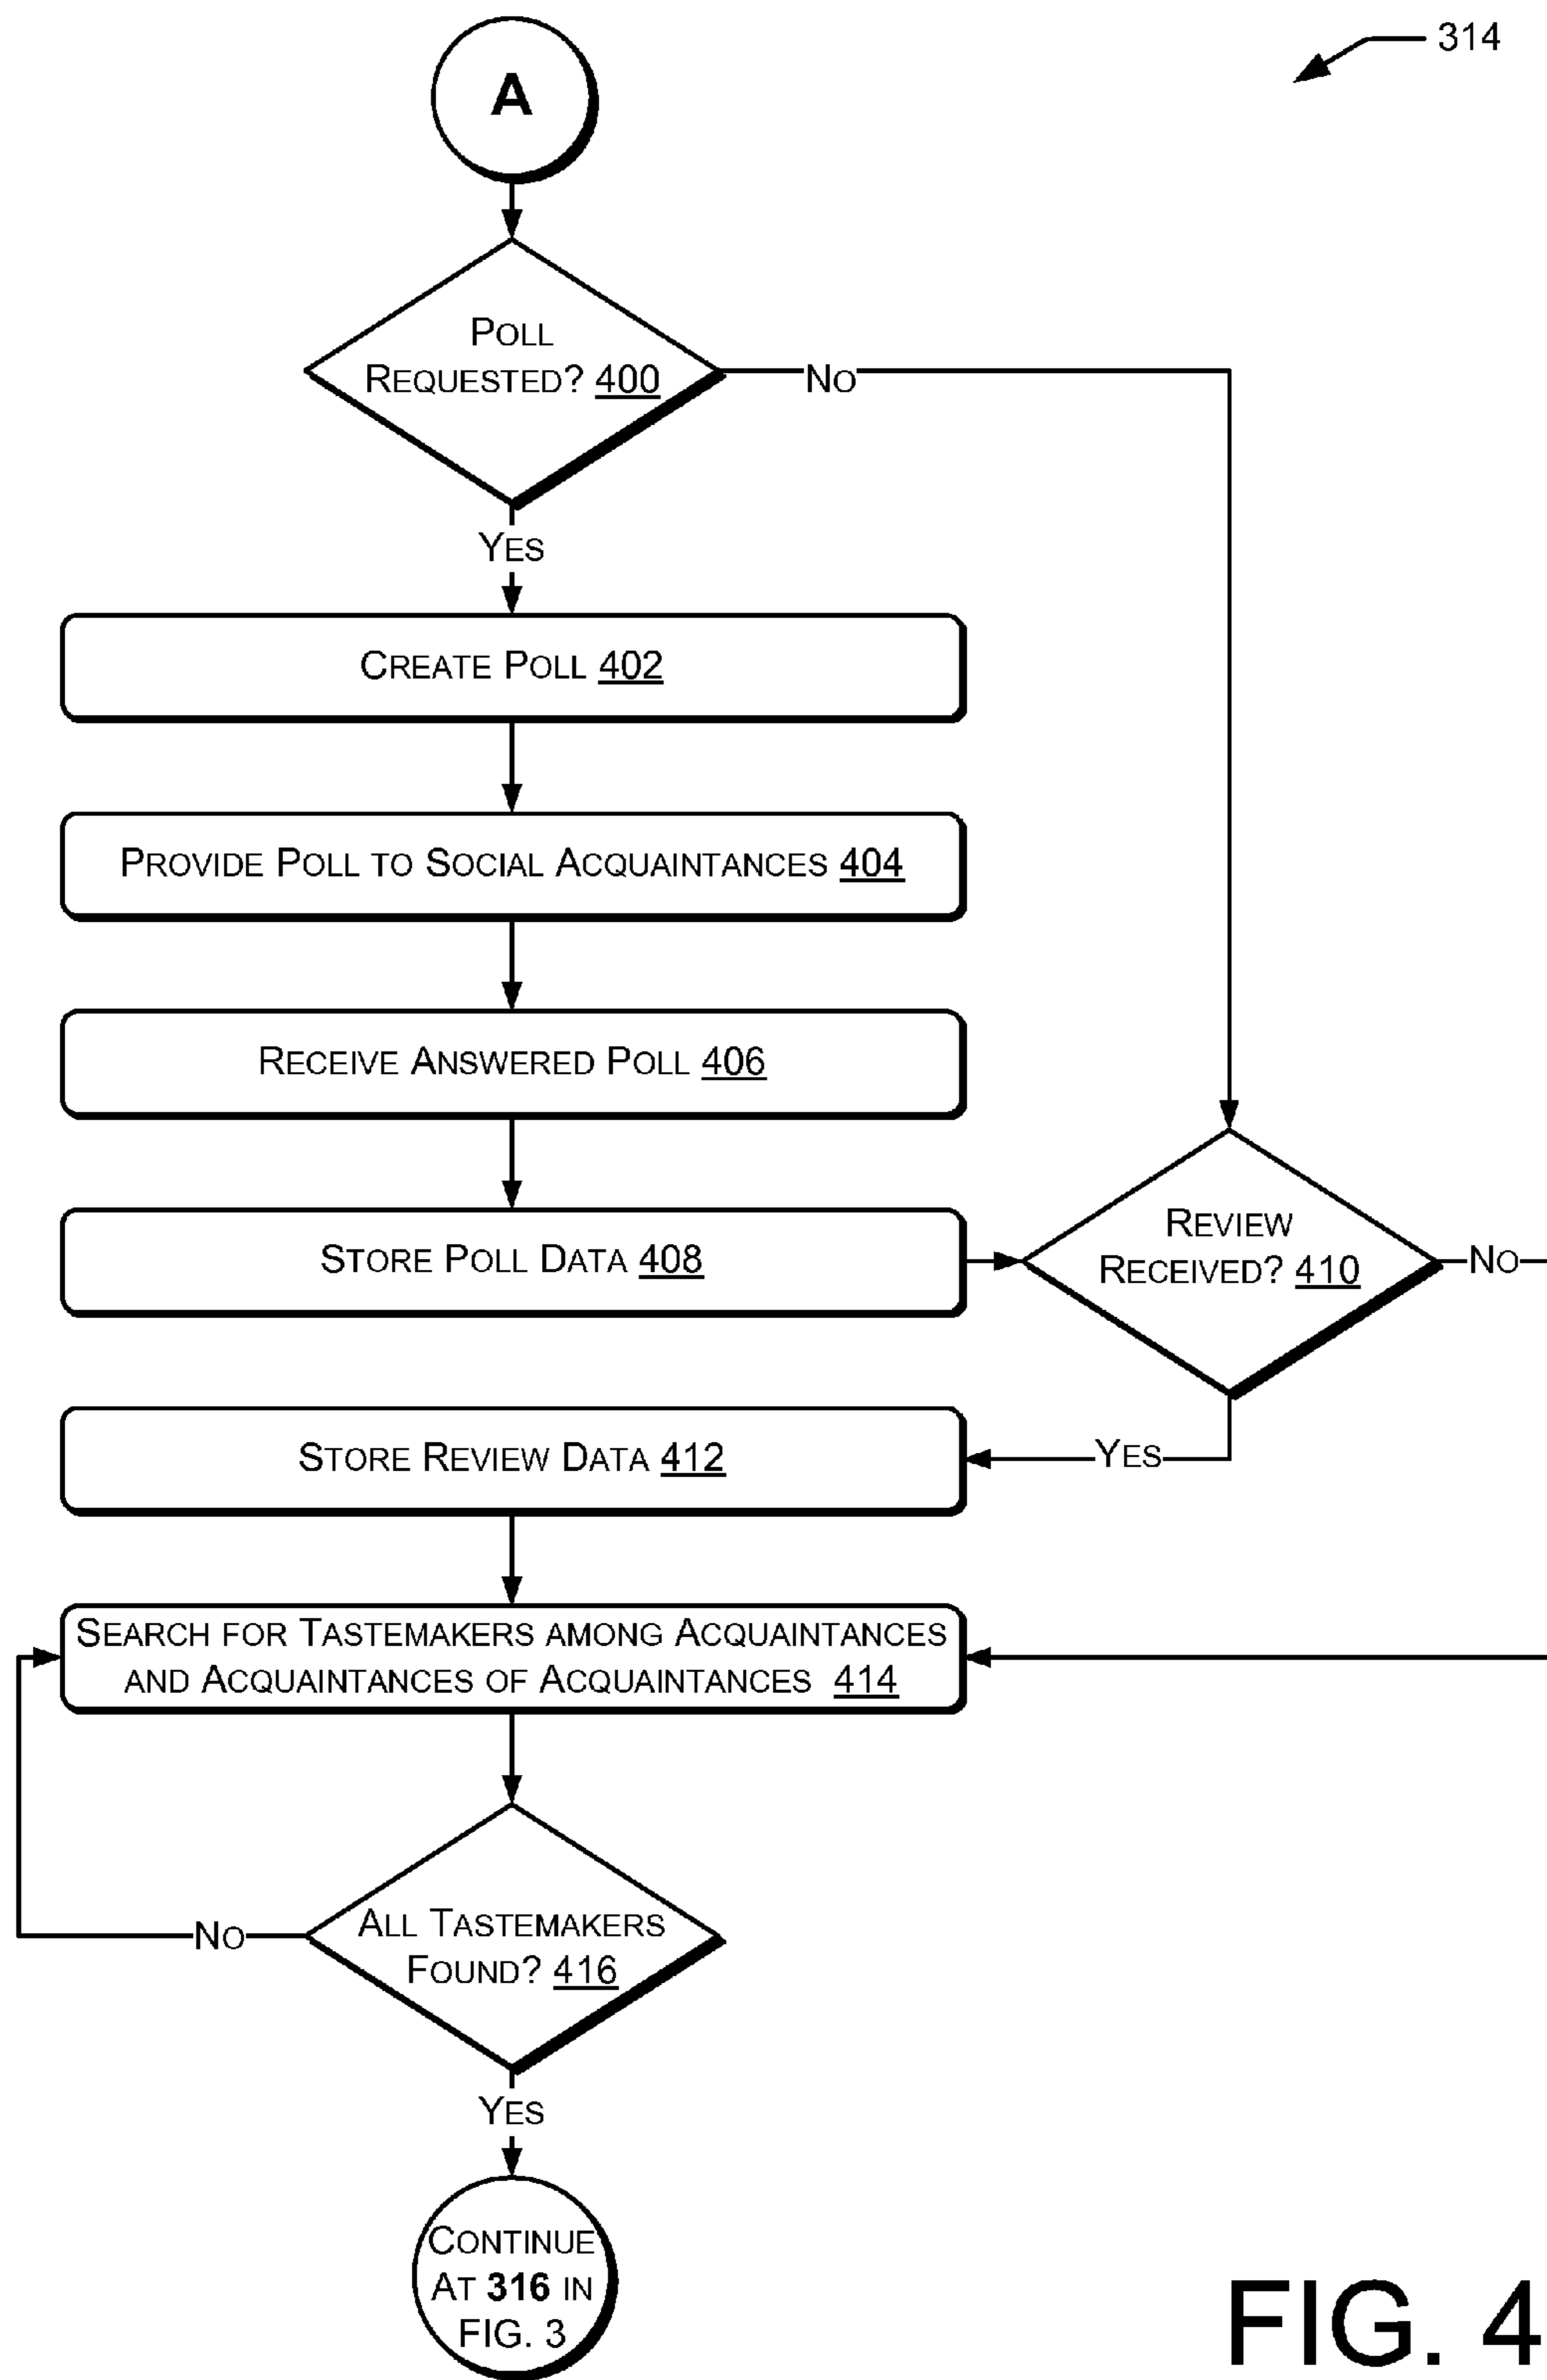 314
A
POLL
REQUESTED? 400
NO
YES
CREATE POLL 402
PROVIDE POLL TO SOCIAL ACQUAINTANCES 404
RECEIVE ANSWERED POLL 406
STORE POLL DATA 408
REVIEW
RECEIVED? 410
NO
YES
STORE REVIEW DATA 412
SEARCH FOR TASTEMAKERS AMONG ACQUAINTANCES
AND ACQUAINTANCES OF ACQUAINTANCES 414
ALL TASTEMAKERS
FOUND? 416
NO
YES
CONTINUE
AT 316 IN
FIG. 3
FIG. 4